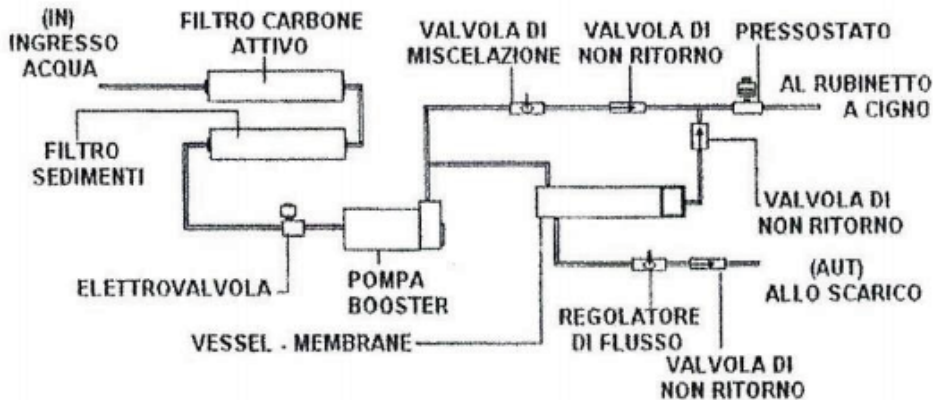 (IN)
INGRESSO
ACQUA
FILTRO CARBONE
ATTIVO
VALVOLA DI
MISCELAZIONE
VALVOLA DI
NON RITORNO
PRESSOSTATO
AL RUBINETTO
A CIGNO
FILTRO
SEDIMENTI
VALVOLA DI
NON RITORNO
ELETTROVALVOLA
POMPA
BOOSTER
(AUT)
ALLO SCARICO
VESSEL - MEMBRANE
REGOLATORE
DI FLUSSO
VALVOLA DI
NON RITORNO